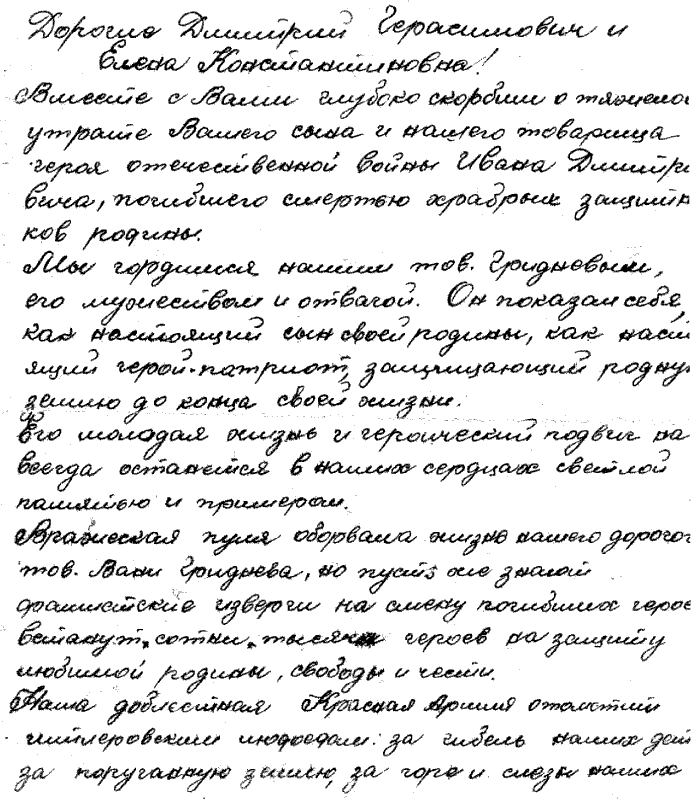 Дорогие Дмитрий Герасимович и
Елена Константиновна!
Вместе с Вами глубоко скорбим о тяжело
утрате Вашего сына и нашего товарища
героя отечественной войны Ивана Дмитри
вича, погибшего смертью храбрых защитн
ков родины.
Мы гордимся нашим тов. Гридневым,
его мужеством и отвагой. Он показал себя,
как настоящий сын своей родины, как наст
ящий герой-патриот, защищающий родну
землю до конца своей жизни.
Его молодая жизнь и героический подвиг на
всегда останется в наших сердцах светлой
памятью и примером.
Вражеская пуля оборвала жизнь нашего дорогог
тов. Вани Гриднева, но пусть же знают
фашистские изверги на смену погибших герое
встанут сотни, тысячи героев на защиту
любимой родины, свободы и чести.
Наша доблестная Красная Армия отомстит
гитлеровским людоедам: за гибель наших дет
за поруганную землю, за горе и слезы наших